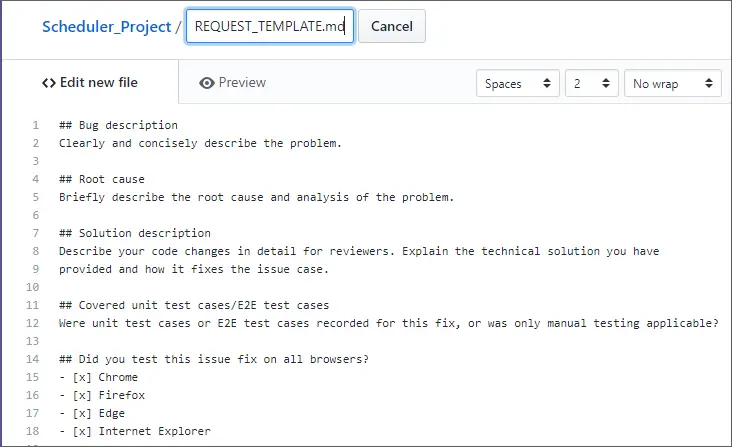 Scheduler_Project / REQUEST_TEMPLATE.md Cancel
<> Edit new file Preview Spaces 2 No wrap
1 ## Bug description
2 Clearly and concisely describe the problem.
3
4 ## Root cause
5 Briefly describe the root cause and analysis of the problem.
6
7 ## Solution description
8 Describe your code changes in detail for reviewers. Explain the technical solution you have
9 provided and how it fixes the issue case.
10
11 ## Covered unit test cases/E2E test cases
12 Were unit test cases or E2E test cases recorded for this fix, or was only manual testing applicable?
13
14 ## Did you test this issue fix on all browsers?
15 - [x] Chrome
16 - [x] Firefox
17 - [x] Edge
18 - [x] Internet Explorer